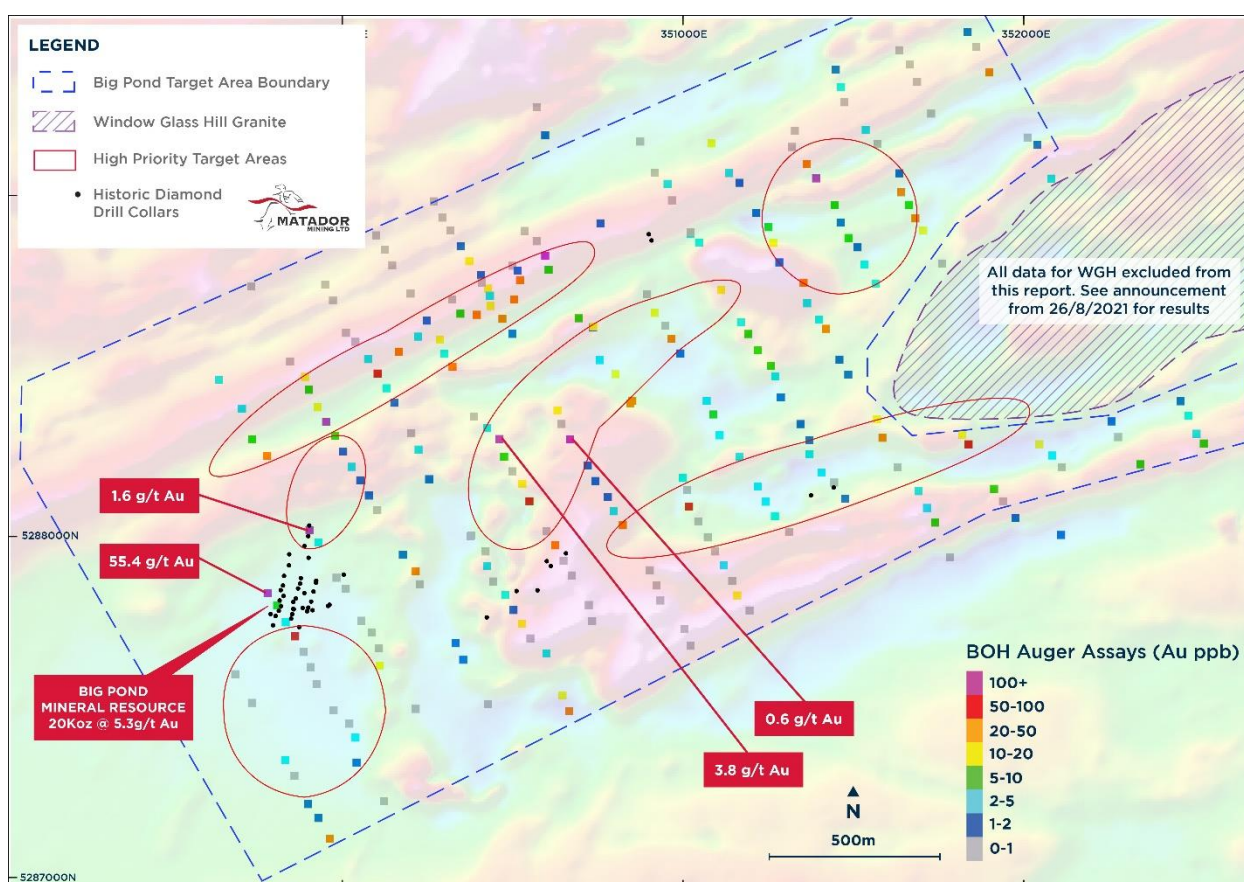 351000E
352000E
LEGEND
Big Pond Target Area Boundary
Window Glass Hill Granite
High Priority Target Areas
Historic Diamond
Drill Collars
MATADOR
MINING LTD
All data for WGH excluded from
this report. See announcement
from 26/8/2021 for results
1.6 g/t Au
5288000N
55.4 g/t Au
BIG POND
MINERAL RESOURCE
20Koz @ 5.3g/t Au
0.6 g/t Au
3.8 g/t Au
BOH Auger Assays (Au ppb)
100+
50-100
20-50
10-20
5-10
2-5
1-2
0-1
N
500m
5287000N